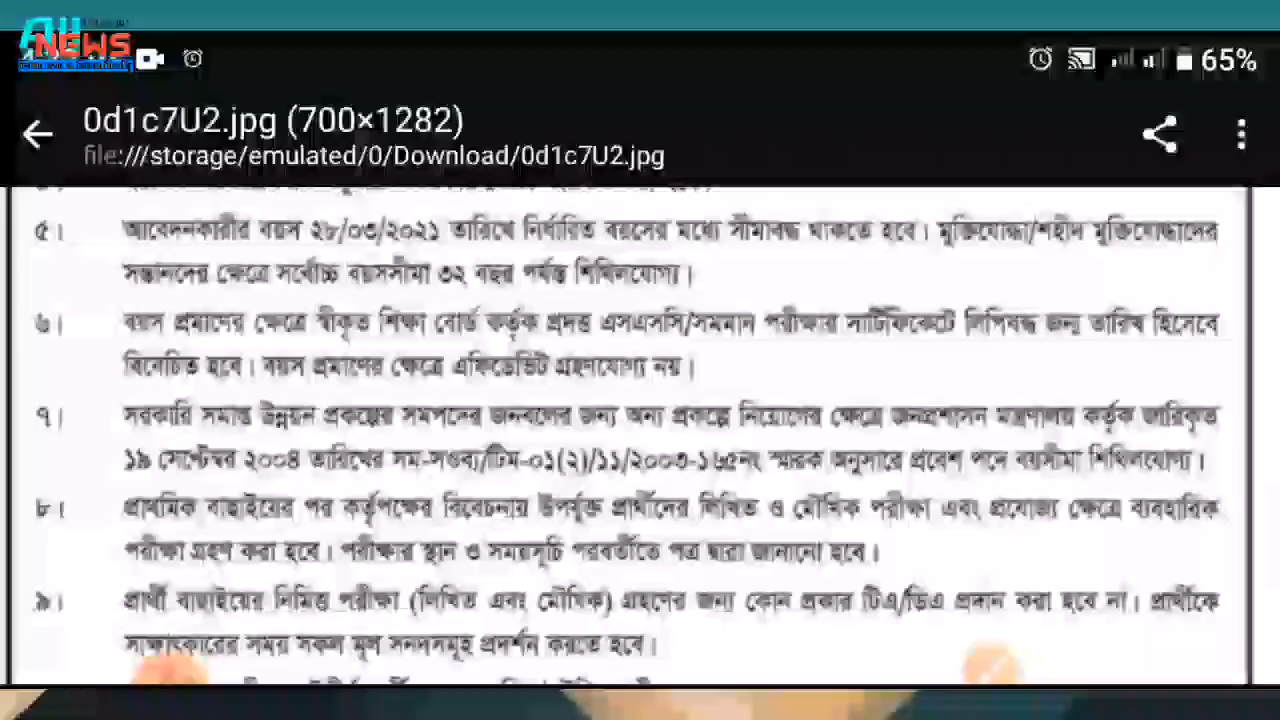 NEWS
65%
0d1c7U2.jpg (700×1282)
file:///storage/emulated/0/Download/0d1c7U2.jpg
৫। আবেদনকারীর বয়স ২৮/০৩/২০২১ তারিখে নির্ধারিত বয়সের মধ্যে সীমাবদ্ধ থাকতে হবে। মুক্তিযোদ্ধা/শহীদ মুক্তিযোদ্ধাদের
সন্তানদের ক্ষেত্রে সর্বোচ্চ বয়সসীমা ৩২ বছর পর্যন্ত শিথিলযোগ্য।
৬। বয়স প্রমাণের ক্ষেত্রে স্বীকৃত শিক্ষা বোর্ড কর্তৃক প্রদত্ত এসএসসি/সমমান পরীক্ষার সার্টিফিকেটে লিপিবদ্ধ জন্ম তারিখ হিসেবে
বিবেচিত হবে। বয়স প্রমাণের ক্ষেত্রে এফিডেভিট গ্রহণযোগ্য নয়।
৭। সরকারি সমাপ্ত উন্নয়ন প্রকল্পের জনবলের জন্য অন্য প্রকল্পে নিয়োগের ক্ষেত্রে জনপ্রশাসন মন্ত্রণালয় কর্তৃক জারিকৃত
১৯ সেপ্টেম্বর ২০০৪ তারিখের সম-সওব্য/টিম-০১(২)/১১/২০০৩-১৬৫নং স্মারক অনুসারে প্রবেশ পদে বয়সীমা শিথিলযোগ্য।
৮। প্রাথমিক বাছাইয়ের পর কর্তৃপক্ষের বিবেচনায় উপর্যুক্ত প্রার্থীদের লিখিত ও মৌখিক পরীক্ষা এবং প্রযোজ্য ক্ষেত্রে ব্যবহারিক
পরীক্ষা গ্রহণ করা হবে। পরীক্ষার স্থান ও সময়সূচি পরবর্তীতে পত্র দ্বারা জানানো হবে।
৯। প্রার্থী বাছাইয়ের নিমিত্ত পরীক্ষা (লিখিত এবং মৌখিক) গ্রহণের জন্য কোন প্রকার টিএ/ডিএ প্রদান করা হবে না। প্রার্থীকে
সাক্ষাৎকারের সময় সকল মূল সনদসমূহ প্রদর্শন করতে হবে।